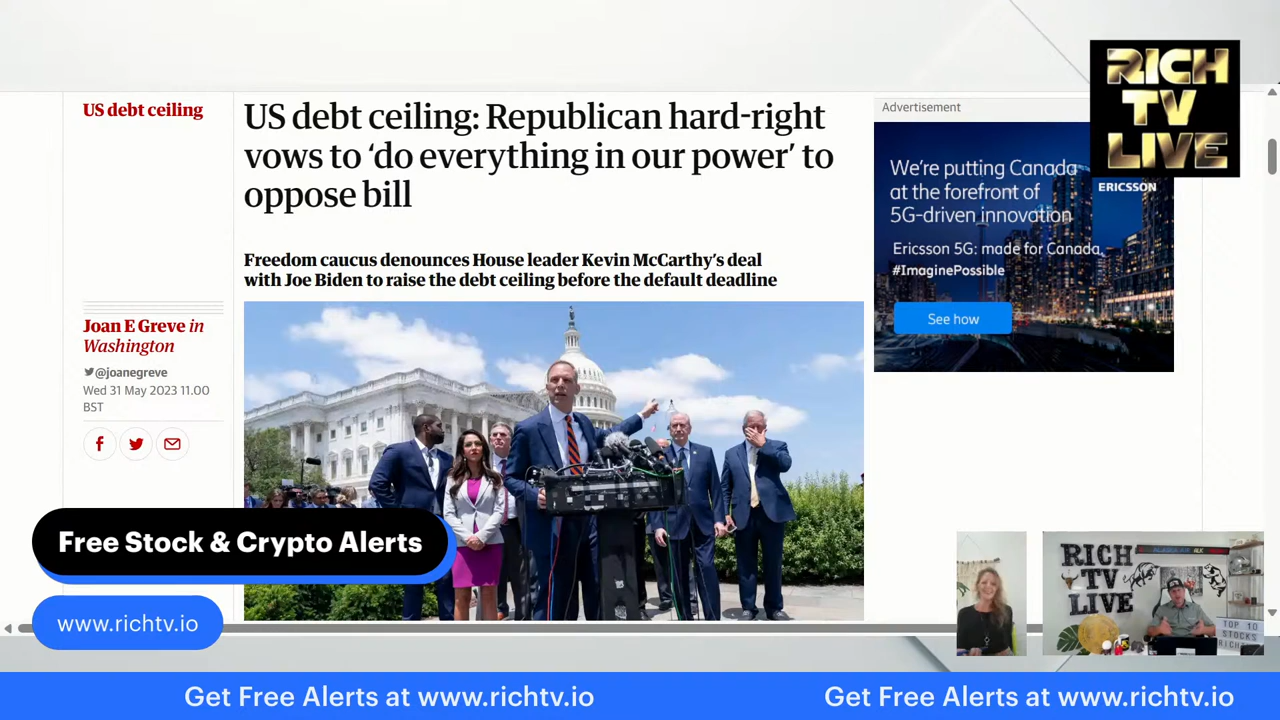 US debt ceiling
US debt ceiling: Republican hard-right
vows to ‘do everything in our power’ to
oppose bill
Freedom caucus denounces House leader Kevin McCarthy’s deal
with Joe Biden to raise the debt ceiling before the default deadline
Joan E Greve in
Washington
@joanegreve
Wed 31 May 2023 11.00
BST
Advertisement
We’re putting Canada
at the forefront of
5G-driven innovation
Ericsson 5G: made for Canada.
#ImaginePossible
See how
ERICSSON
RICH
TV
LIVE
Free Stock & Crypto Alerts
www.richtv.io
RICH
TV
LIVE
TOP 10
STOCKS
Get Free Alerts at www.richtv.io
Get Free Alerts at www.richtv.io